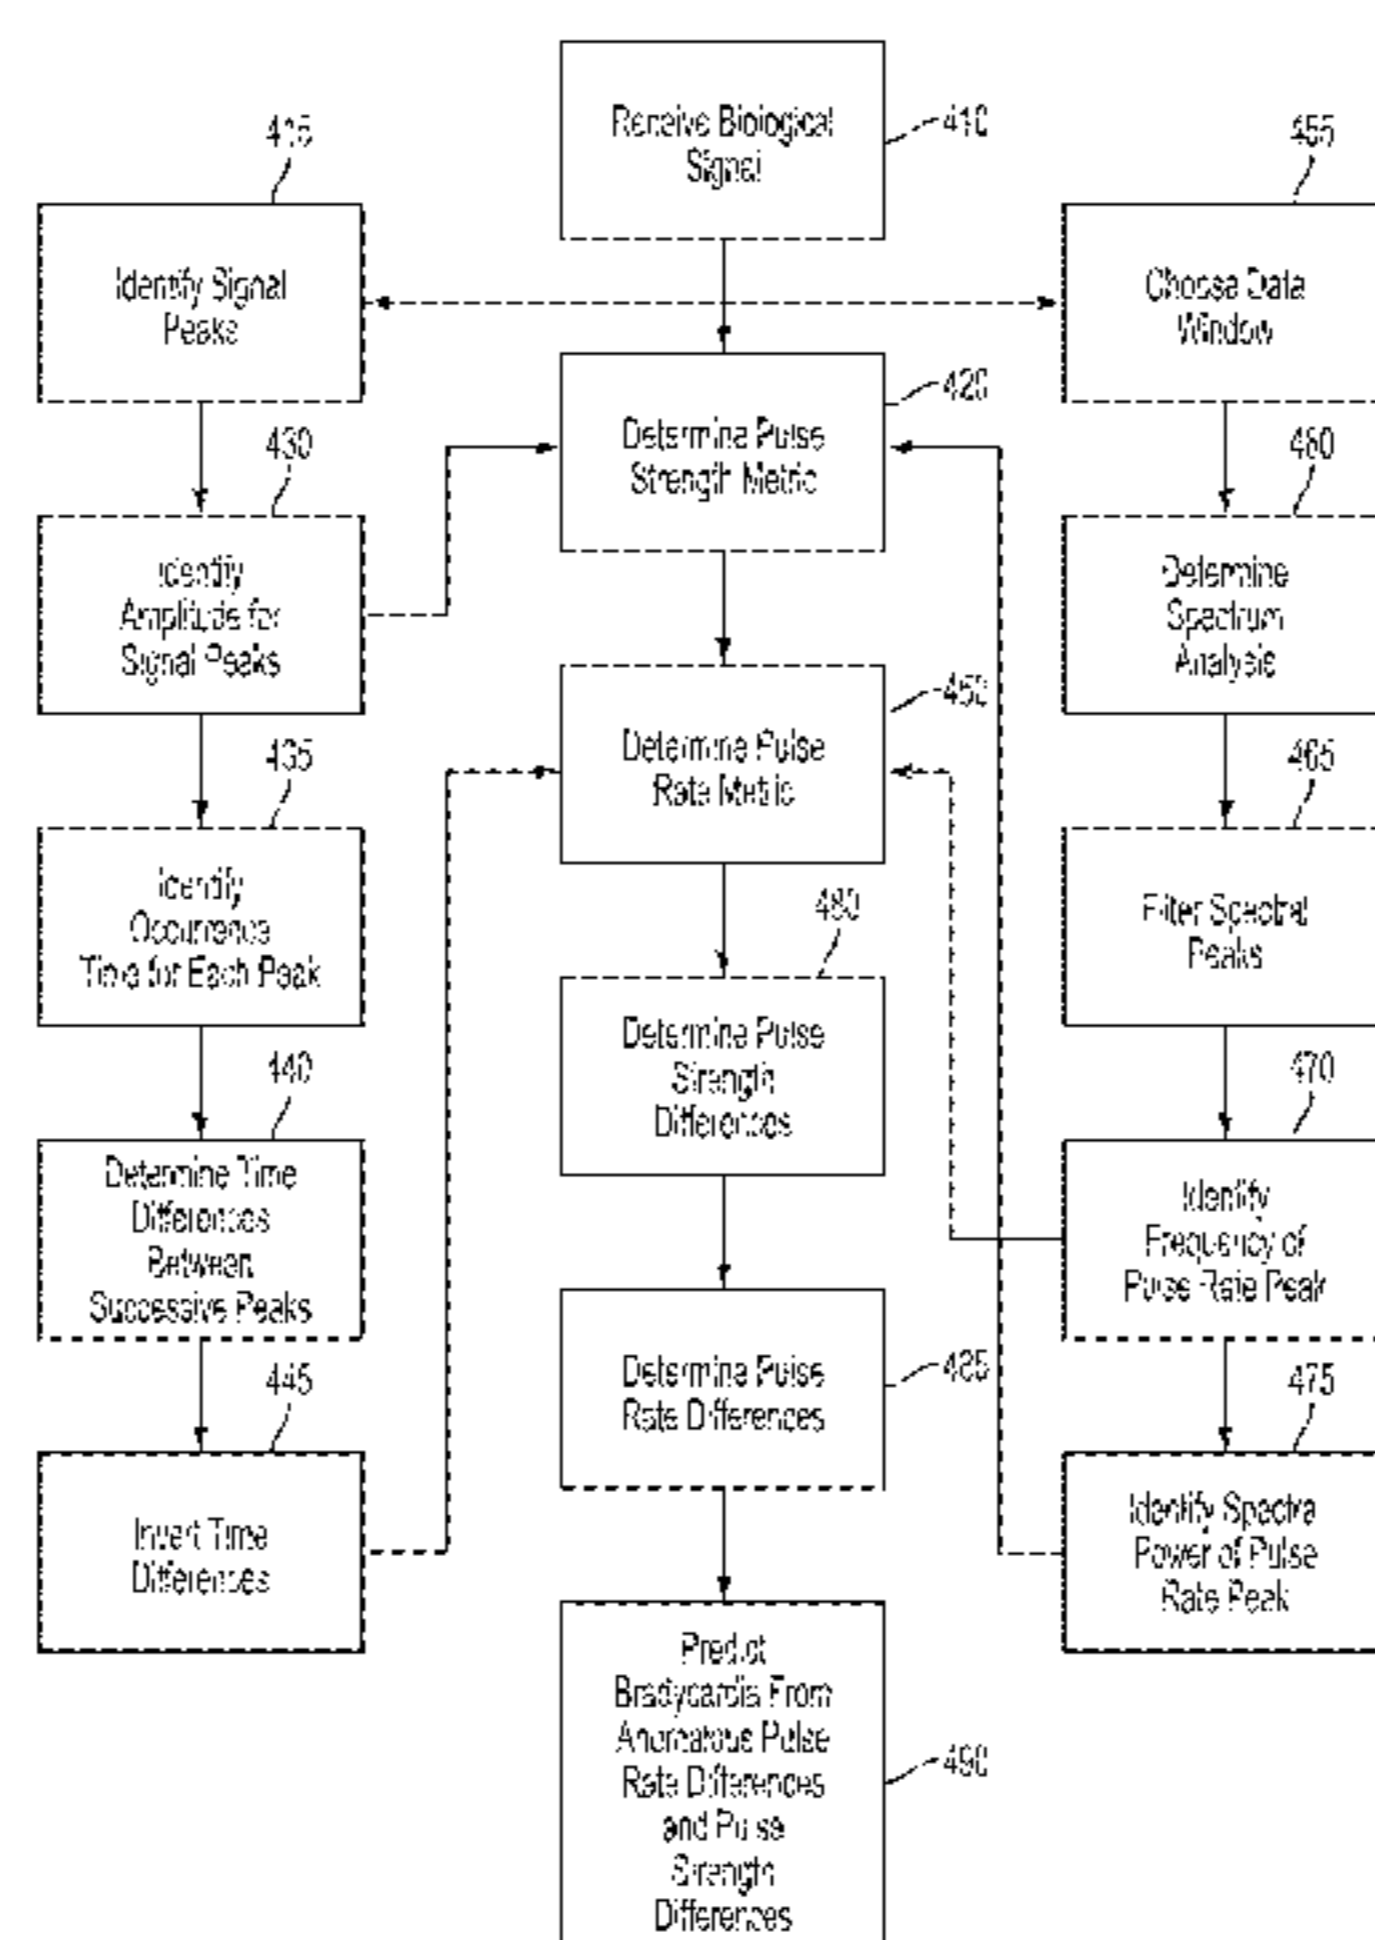 410
Receive Biological
Signal
415
Identify Signal
Peaks
455
Choose Data
Window
420
Determine Pulse
Strength Metric
430
Identify
Amplitude for
Signal Peaks
460
Determine
Spectrum
Analysis
450
Determine Pulse
Rate Metric
435
Identify
Occurrence
Time for Each Peak
465
Filter Spectral
Peaks
480
Determine Pulse
Strength
Differences
440
Determine Time
Differences
Between
Successive Peaks
470
Identify
Frequency of
Pulse Rate Peak
485
Determine Pulse
Rate Differences
445
Invert Time
Differences
475
Identify Spectral
Power of Pulse
Rate Peak
490
Predict
Bradycardia From
Anomalous Pulse
Rate Differences
and Pulse
Strength
Differences